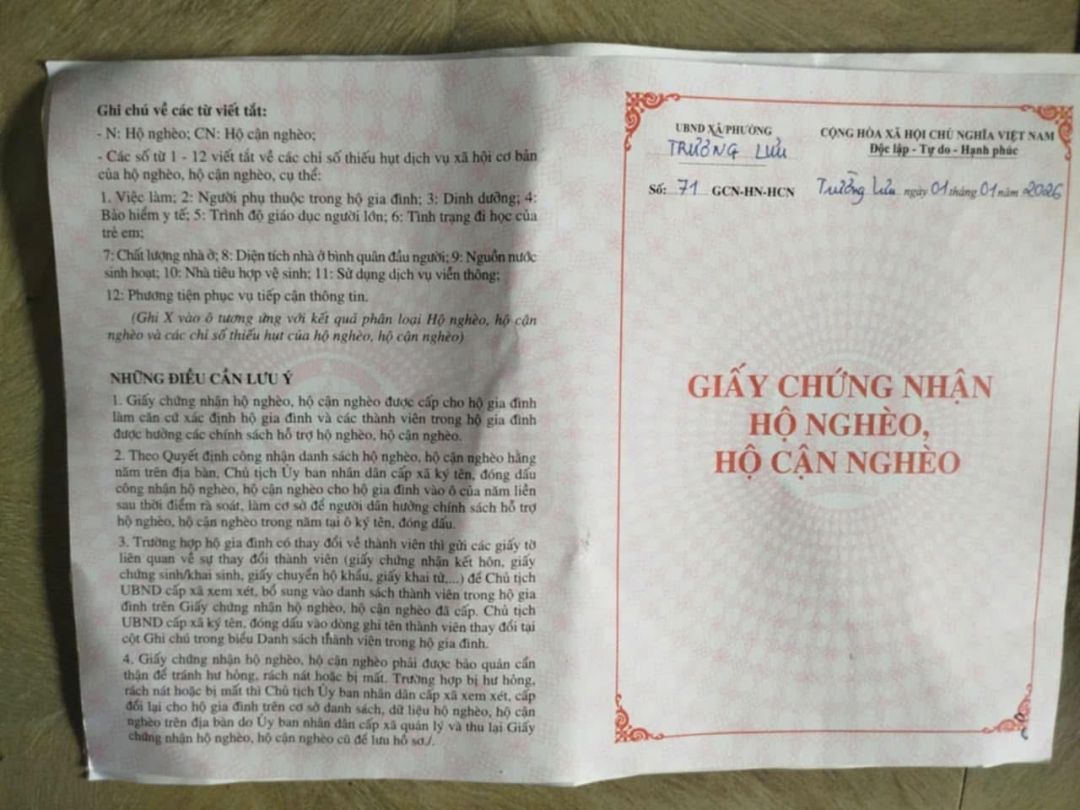 Ghi chú về các từ viết tắt:
- N: Hộ nghèo; CN: Hộ cận nghèo;
- Các số từ 1 - 12 viết tắt về các chỉ số thiếu hụt dịch vụ xã hội cơ bản
của hộ nghèo, hộ cận nghèo, cụ thể:
1. Việc làm; 2: Người phụ thuộc trong hộ gia đình; 3: Dinh dưỡng; 4:
Bảo hiểm y tế; 5: Trình độ giáo dục người lớn; 6: Tình trạng đi học của
trẻ em;
7: Chất lượng nhà ở; 8: Diện tích nhà ở bình quân đầu người; 9: Nguồn nước
sinh hoạt; 10: Nhà tiêu hợp vệ sinh; 11: Sử dụng dịch vụ viễn thông;
12: Phương tiện phục vụ tiếp cận thông tin.
(Ghi X vào ô tương ứng với kết quả phân loại Hộ nghèo, hộ cận
nghèo và các chỉ số thiếu hụt của hộ nghèo, hộ cận nghèo)
NHỮNG ĐIỀU CẦN LƯU Ý
1. Giấy chứng nhận hộ nghèo, hộ cận nghèo được cấp cho hộ gia đình
làm căn cứ xác định hộ gia đình và các thành viên trong hộ gia đình
được hưởng các chính sách hỗ trợ hộ nghèo, hộ cận nghèo.
2. Theo Quyết định công nhận danh sách hộ nghèo, hộ cận nghèo hằng
năm trên địa bàn, Chủ tịch Ủy ban nhân dân cấp xã ký tên, đóng dấu
công nhận hộ nghèo, hộ cận nghèo cho hộ gia đình vào ô của năm liền
sau thời điểm rà soát, làm cơ sở để người dân hưởng chính sách hỗ trợ
hộ nghèo, hộ cận nghèo trong năm tại ô ký tên, đóng dấu.
3. Trường hợp hộ gia đình có thay đổi về thành viên thì gửi các giấy tờ
liên quan về sự thay đổi thành viên (giấy chứng nhận kết hôn, giấy
chứng sinh/khai sinh, giấy chuyển hộ khẩu, giấy khai tử,...) để Chủ tịch
UBND cấp xã xem xét, bổ sung vào danh sách thành viên trong hộ gia
đình trên Giấy chứng nhận hộ nghèo, hộ cận nghèo đã cấp. Chủ tịch
UBND cấp xã ký tên, đóng dấu vào dòng ghi tên thành viên thay đổi tại
cột Ghi chú trong biểu Danh sách thành viên trong hộ gia đình.
4. Giấy chứng nhận hộ nghèo, hộ cận nghèo phải được bảo quản cẩn
thận để tránh hư hỏng, rách nát hoặc bị mất. Trường hợp bị hư hỏng,
rách nát hoặc bị mất thì Chủ tịch Ủy ban nhân dân cấp xã xem xét, cấp
đổi lại cho hộ gia đình trên cơ sở danh sách, dữ liệu hộ nghèo, hộ cận
nghèo trên địa bàn do Ủy ban nhân dân cấp xã quản lý và thu lại Giấy
chứng nhận hộ nghèo, hộ cận nghèo cũ để lưu hồ sơ./.
UBND XÃ/PHƯỜNG
TRƯỜNG LƯU
Số: 71 GCN-HN-HCN
CỘNG HÒA XÃ HỘI CHỦ NGHĨA VIỆT NAM
Độc lập - Tự do - Hạnh phúc
Trường Lưu ngày 01 tháng 01 năm 2026
GIẤY CHỨNG NHẬN
HỘ NGHÈO,
HỘ CẬN NGHÈO